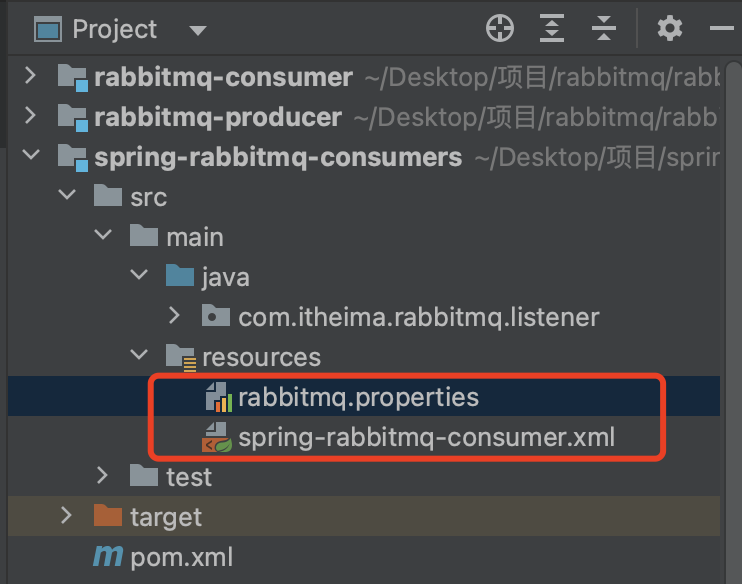 Project
rabbitmq-consumer ~/Desktop/项目/rabbitmq/rabb
rabbitmq-producer ~/Desktop/项目/rabbitmq/rabb
spring-rabbitmq-consumers ~/Desktop/项目/sprin
src
main
java
com.itheima.rabbitmq.listener
resources
rabbitmq.properties
spring-rabbitmq-consumer.xml
test
target
m pom.xml